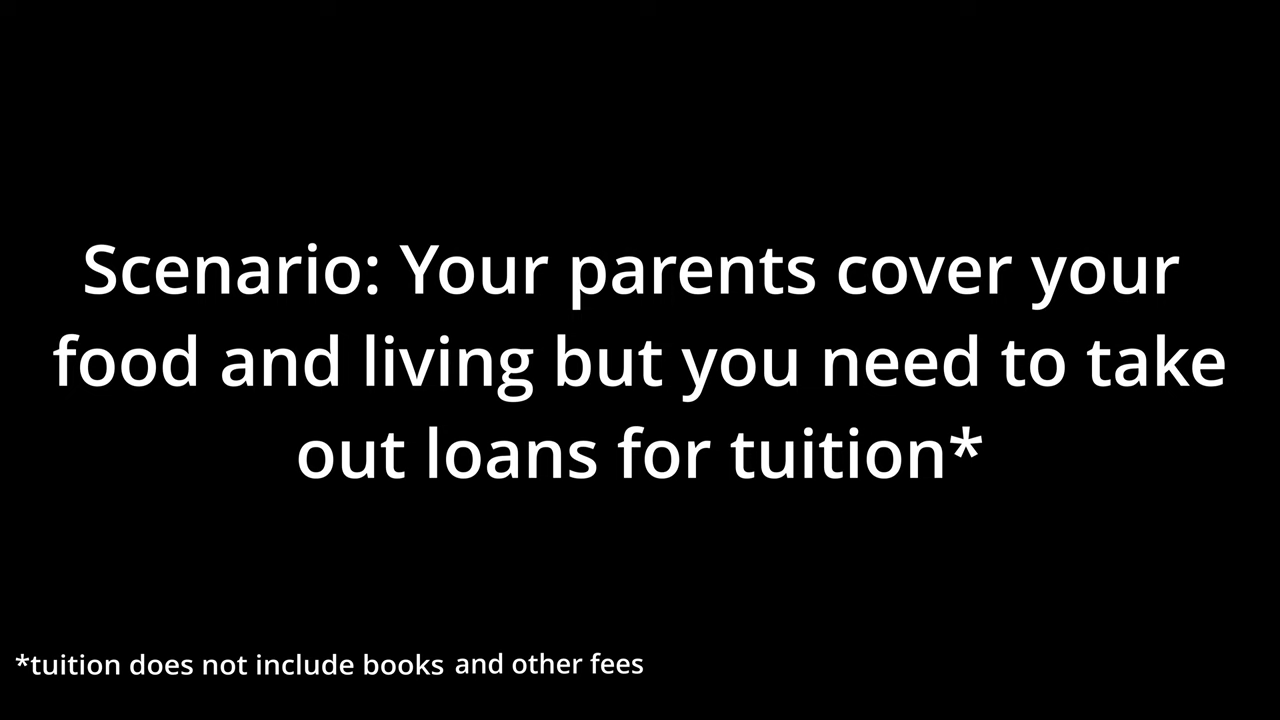 Scenario: Your parents cover your
food and living but you need to take
out loans for tuition*
*tuition does not include books and other fees